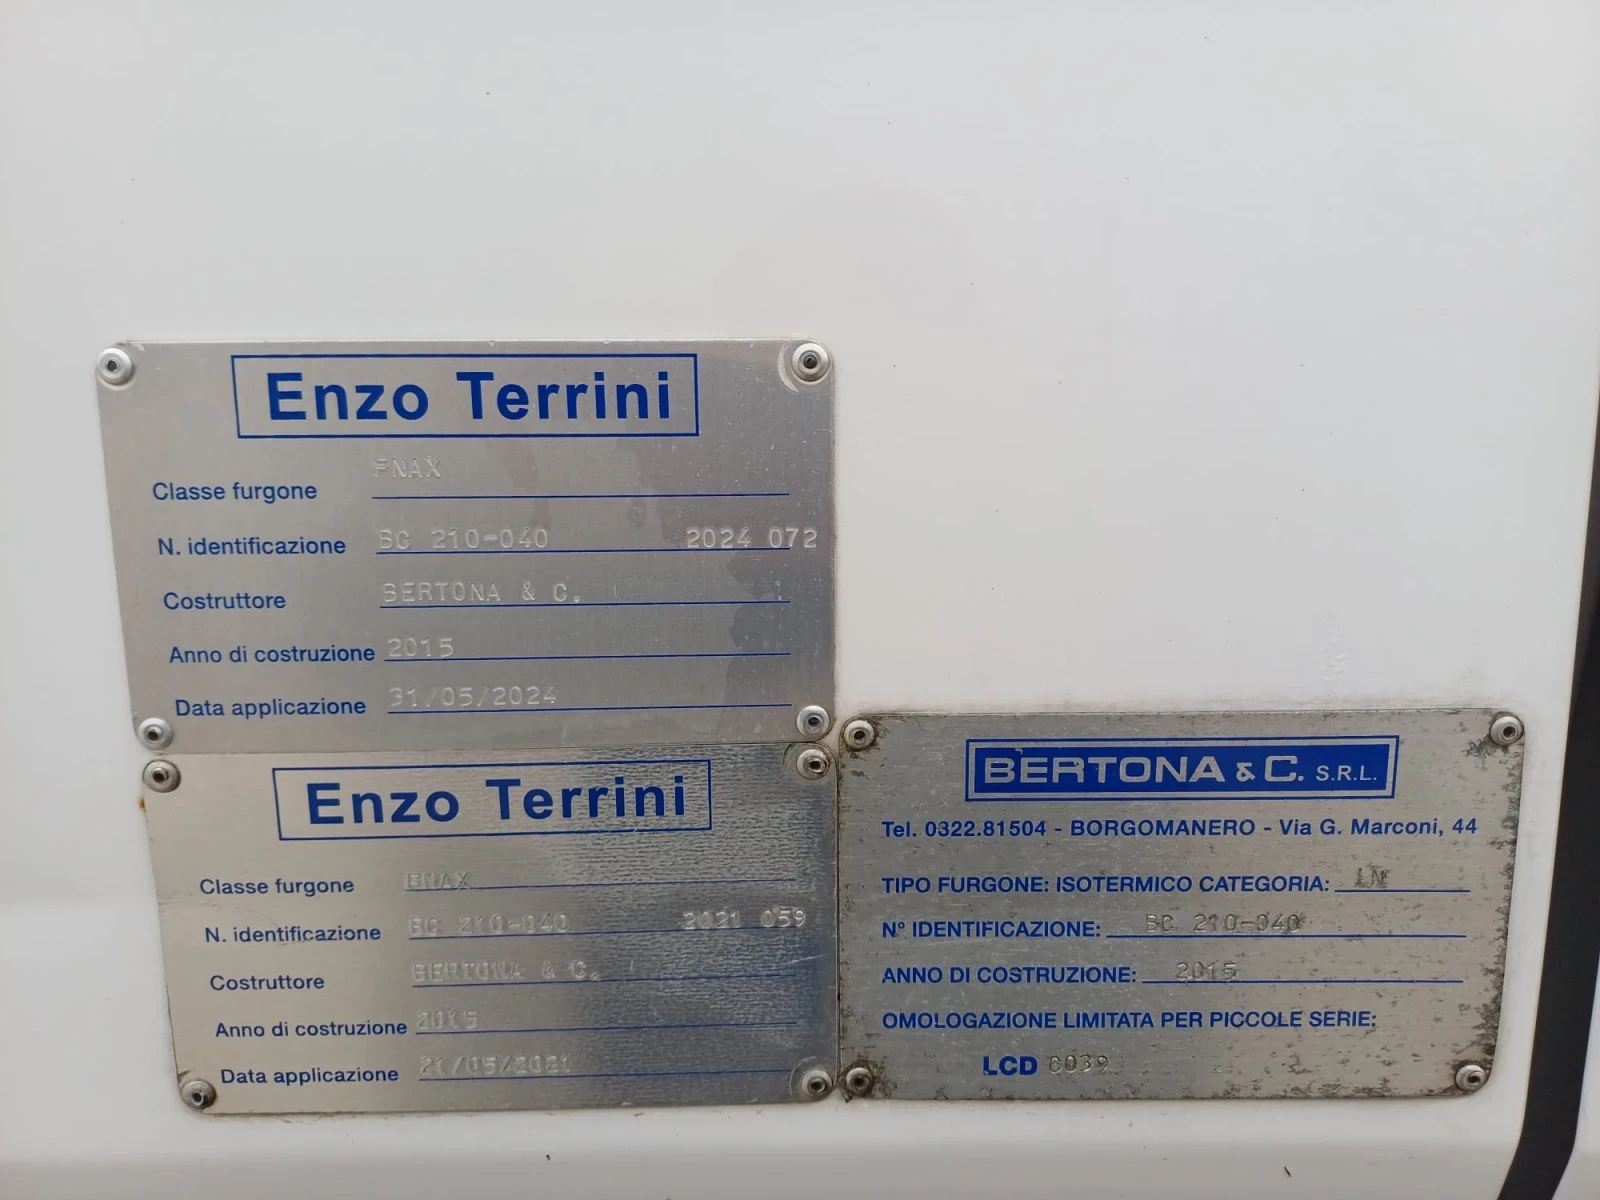 Enzo Terrini
Classe furgone FNAX
N. identificazione BC 210-040 2024 072
Costruttore BERTONA & C.
Anno di costruzione 2015
Data applicazione 31/05/2024
Enzo Terrini
Classe furgone FNAX
N. identificazione BC 210-040 2021 059
Costruttore BERTONA & C.
Anno di costruzione 2015
Data applicazione 21/05/2021
BERTONA & C. S.R.L.
Tel. 0322.81504 - BORGOMANERO - Via G. Marconi, 44
TIPO FURGONE: ISOTERMICO CATEGORIA: LN
N° IDENTIFICAZIONE: BC 210-040
ANNO DI COSTRUZIONE: 2015
OMOLOGAZIONE LIMITATA PER PICCOLE SERIE:
LCD 6039